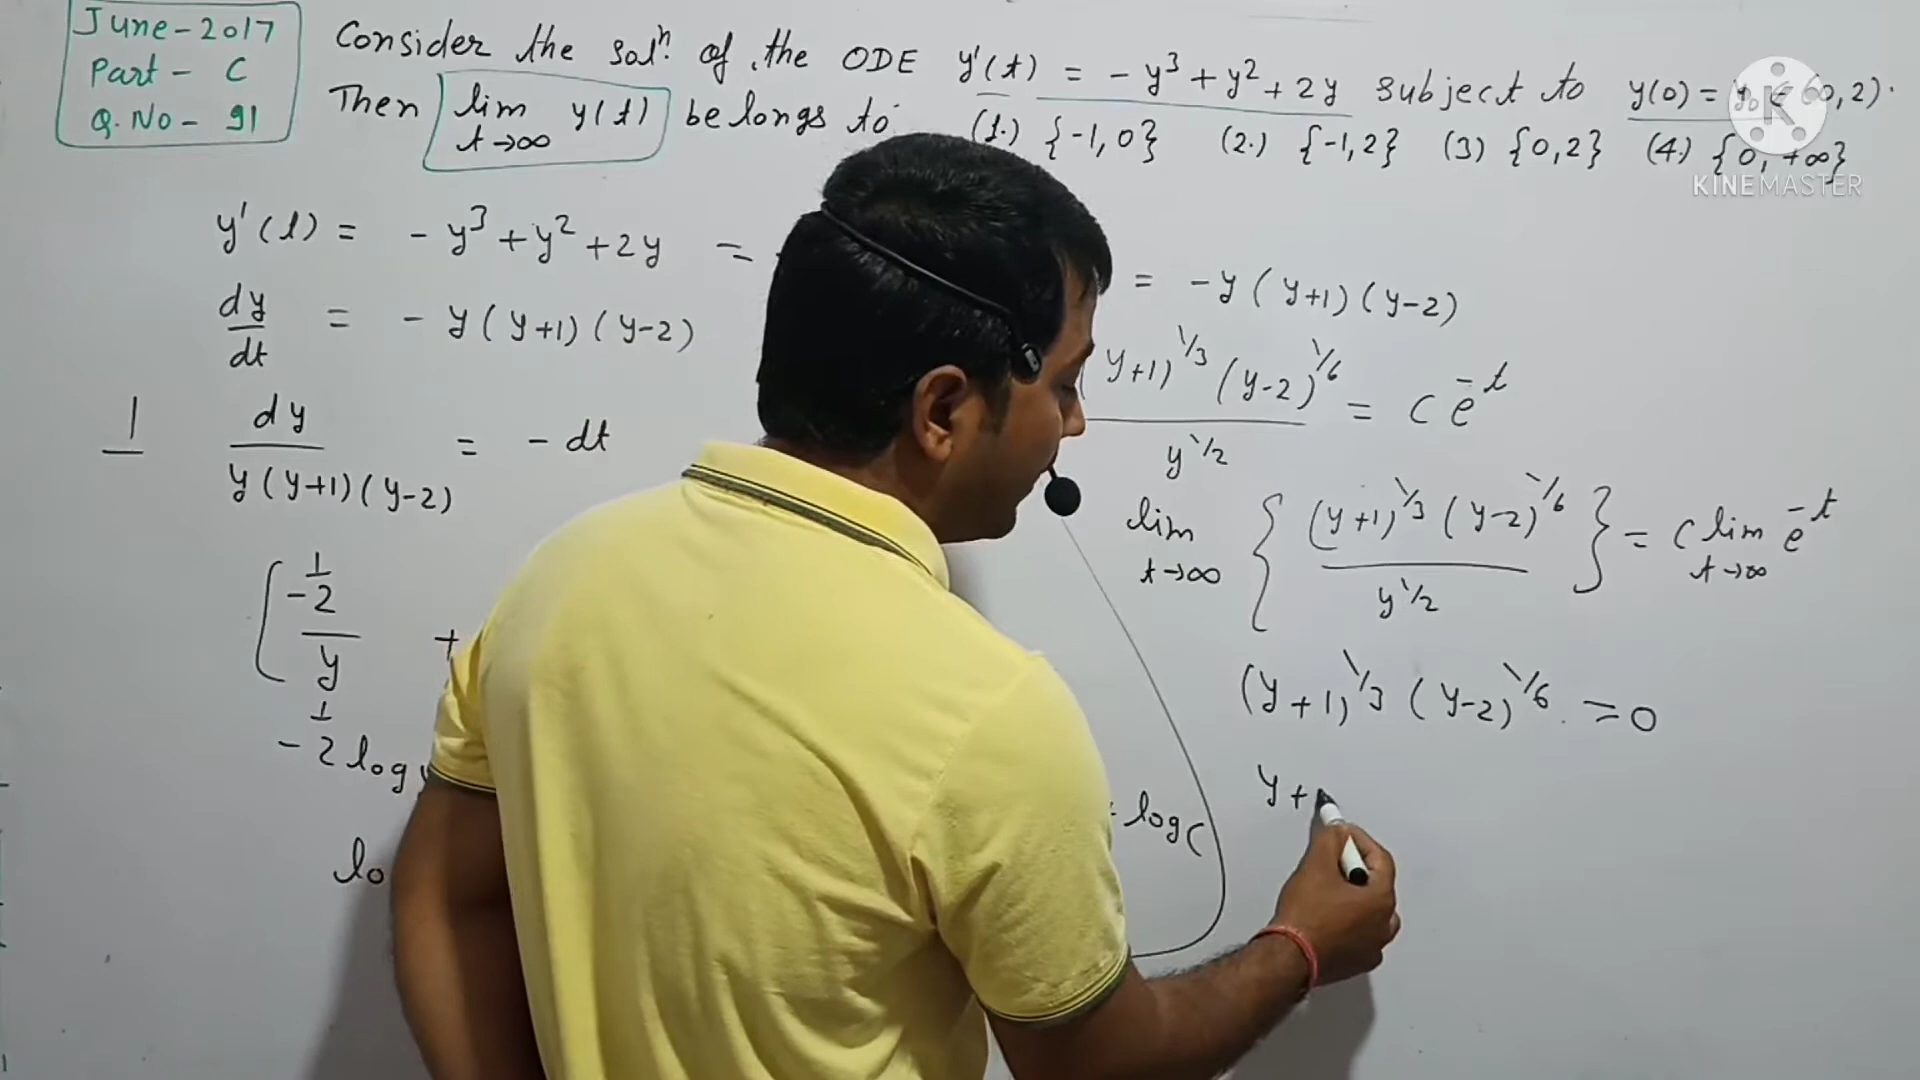 June-2017
Part - C
Q.No - 91
Consider the solⁿ. of the ODE y'(t) = -y³ + y² + 2y subject to y(0) = y₀ ∈ (0,2).
Then lim t→∞ y(t) belongs to (1.) {-1,0} (2.) {-1,2} (3) {0,2} (4.) {0, +∞}
KINEMASTER
y'(t) = -y³ + y² + 2y =
dy/dt = -y(y+1)(y-2)
1 dy/y(y+1)(y-2) = -dt
[-1/2/y +
-1/2 log
lo
= -y(y+1)(y-2)
(y+1)^1/3 (y-2)^1/6 / y^1/2 = c e^-t
lim t→∞ {(y+1)^1/3 (y-2)^1/6 / y^1/2} = c lim t→∞ e^-t
(y+1)^1/3 (y-2)^1/6 = 0
y+
log c